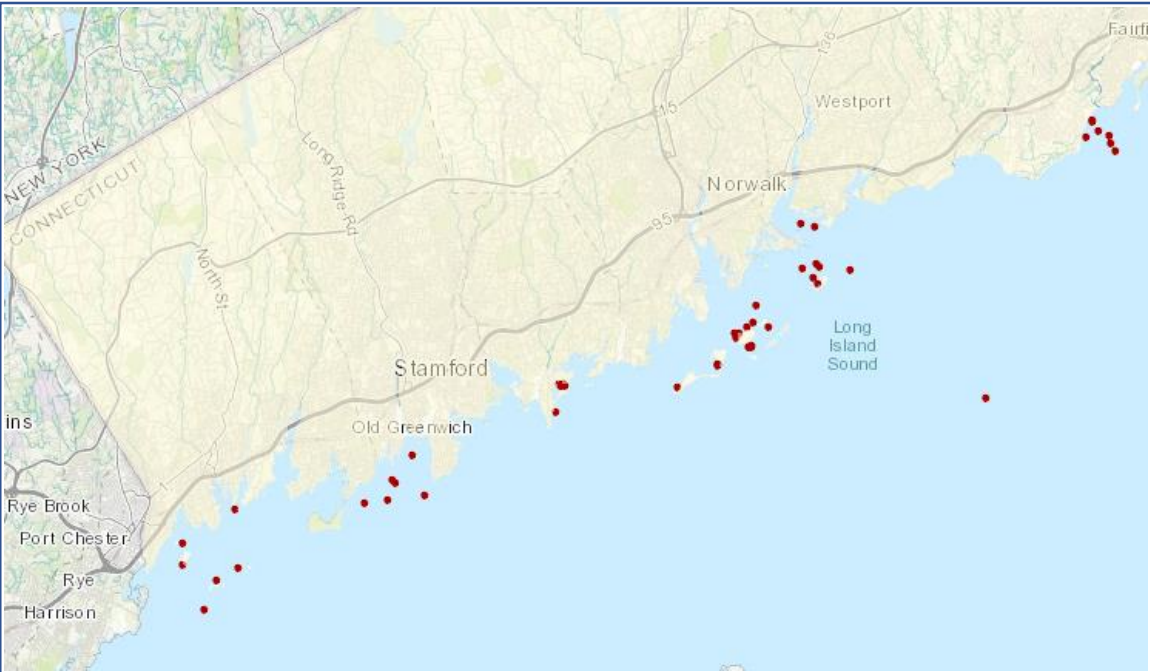 Fairfi
136
15
Westport
NEW YORK
CONNECTICUT
Long Ridge Rd
Norwalk
95
North St
Long
Island
Sound
Stamford
ins
Old Greenwich
Rye Brook
Port Chester
Rye
Harrison